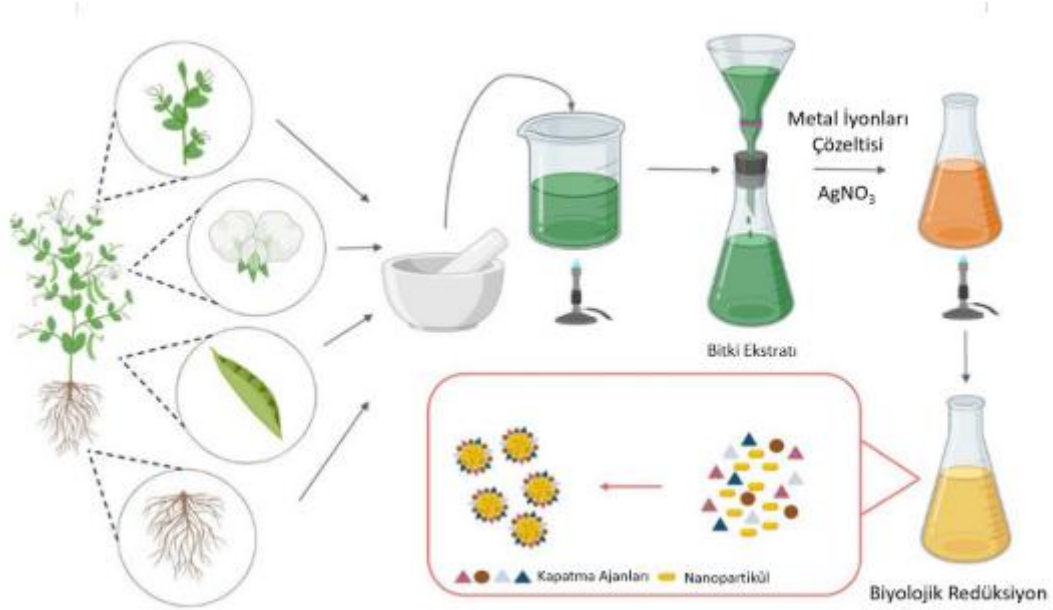 Metal İyonları
Çözeltisi
AgNO₃
Bitki Ekstratı
Kapatma Ajanları
Nanopartikül
Biyolojik Redüksiyon